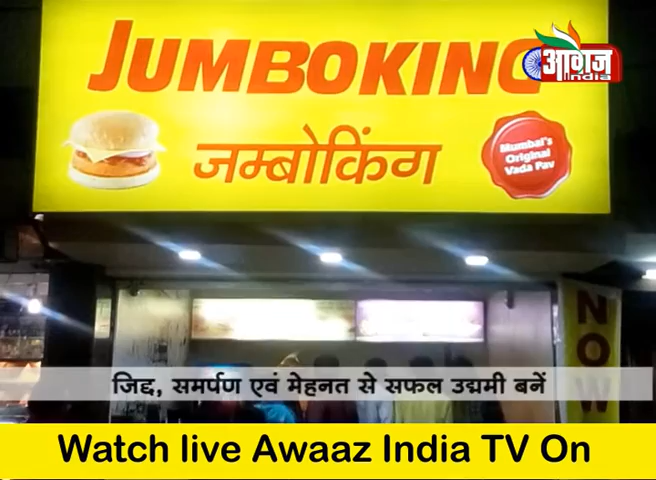 JUMBOKING
आवाज
India
जम्बोकिंग
Mumbai's
Original
Vada Pav
NOW
जिद्द, समर्पण एवं मेहनत से सफल उद्यमी बनें
Watch live Awaaz India TV On